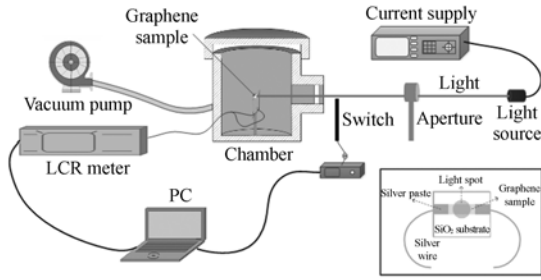 Graphene
sample
Current supply
Vacuum pump
Light
Switch
Aperture
Light
source
LCR meter
Chamber
PC
Light spot
Silver paste
Graphene
sample
SiO₂ substrate
Silver
wire